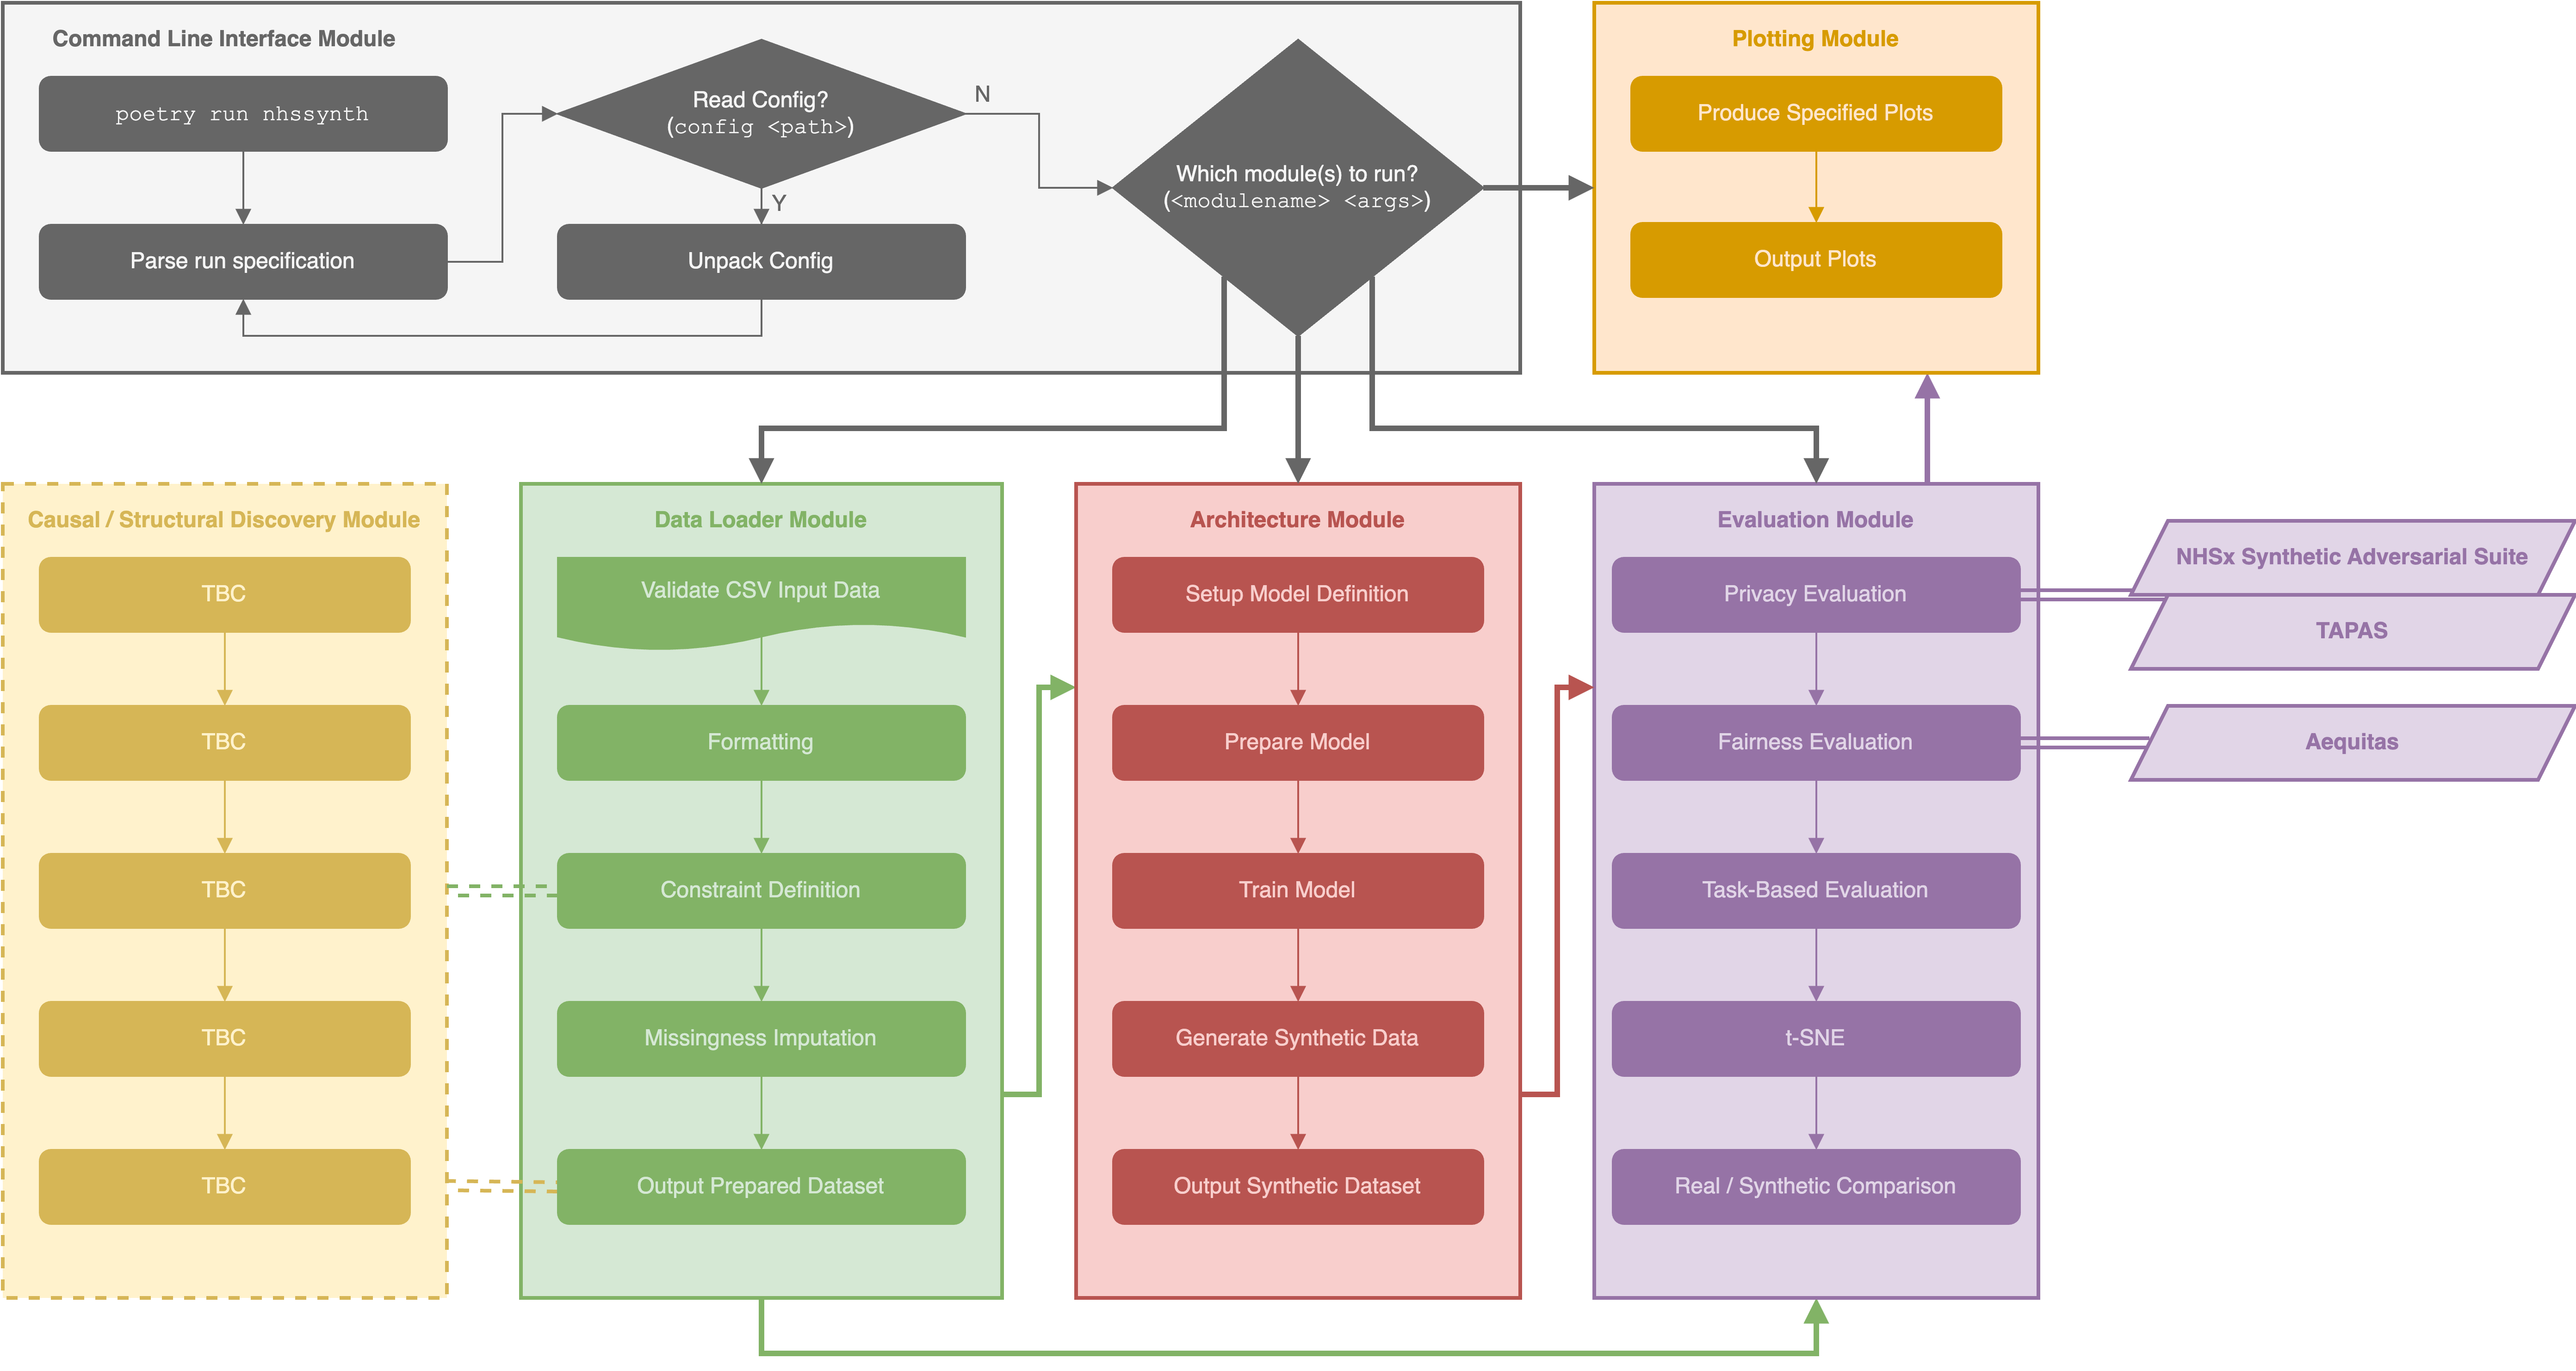 Command Line Interface Module
poetry run nhssynth
Parse run specification
Read Config?
(config <path>)
N
Y
Unpack Config
Which module(s) to run?
(<modulename> <args>)
Plotting Module
Produce Specified Plots
Output Plots
Causal / Structural Discovery Module
TBC
TBC
TBC
TBC
TBC
Data Loader Module
Validate CSV Input Data
Formatting
Constraint Definition
Missingness Imputation
Output Prepared Dataset
Architecture Module
Setup Model Definition
Prepare Model
Train Model
Generate Synthetic Data
Output Synthetic Dataset
Evaluation Module
Privacy Evaluation
Fairness Evaluation
Task-Based Evaluation
t-SNE
Real / Synthetic Comparison
NHSx Synthetic Adversarial Suite
TAPAS
Aequitas